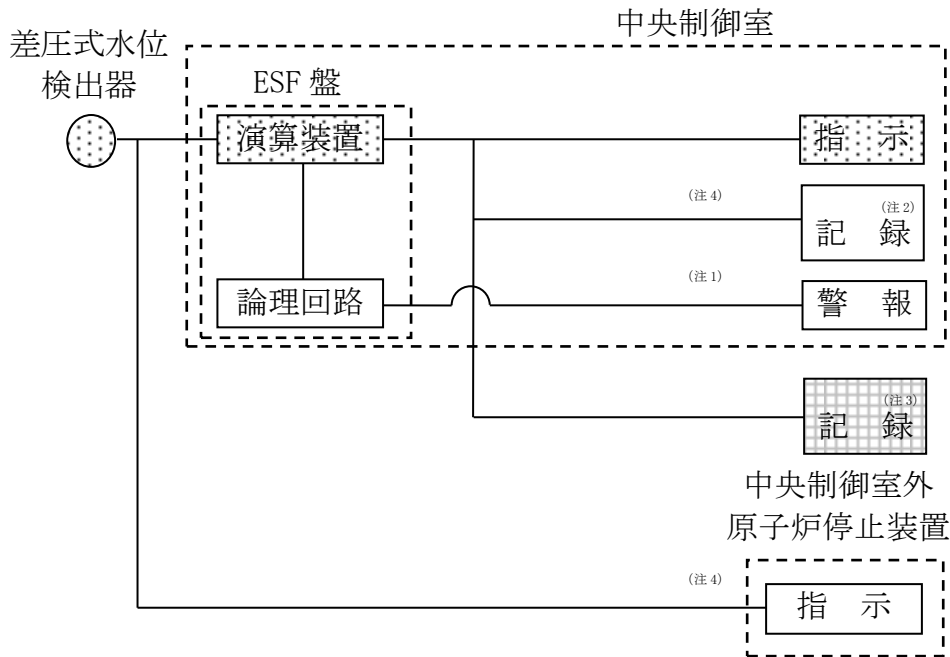 中央制御室
差圧式水位
検出器
ESF 盤
演算装置
指 示
(注 4)
(注 2)
記 録
(注 1)
論理回路
警 報
(注 3)
記 録
中央制御室外
原子炉停止装置
(注 4)
指 示